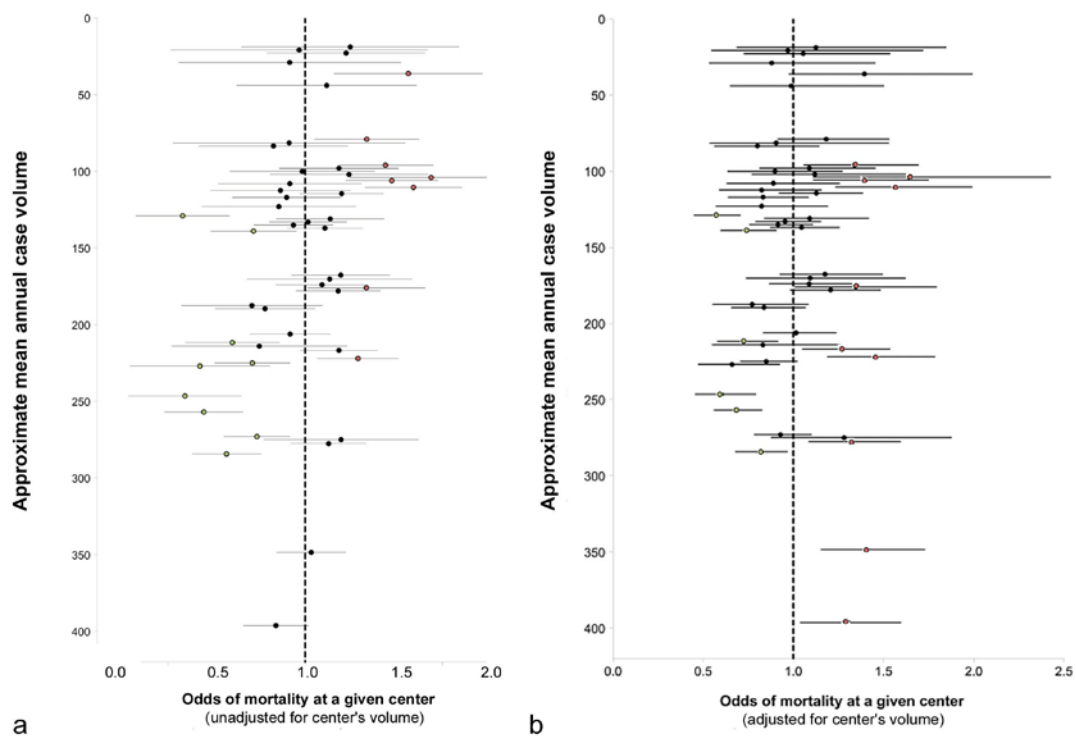 Approximate mean annual case volume
0
50
100
150
200
250
300
350
400
0.0 0.5 1.0 1.5 2.0
Odds of mortality at a given center
(unadjusted for center's volume)
a
Approximate mean annual case volume
0
50
100
150
200
250
300
350
400
0.0 0.5 1.0 1.5 2.0 2.5
Odds of mortality at a given center
(adjusted for center's volume)
b